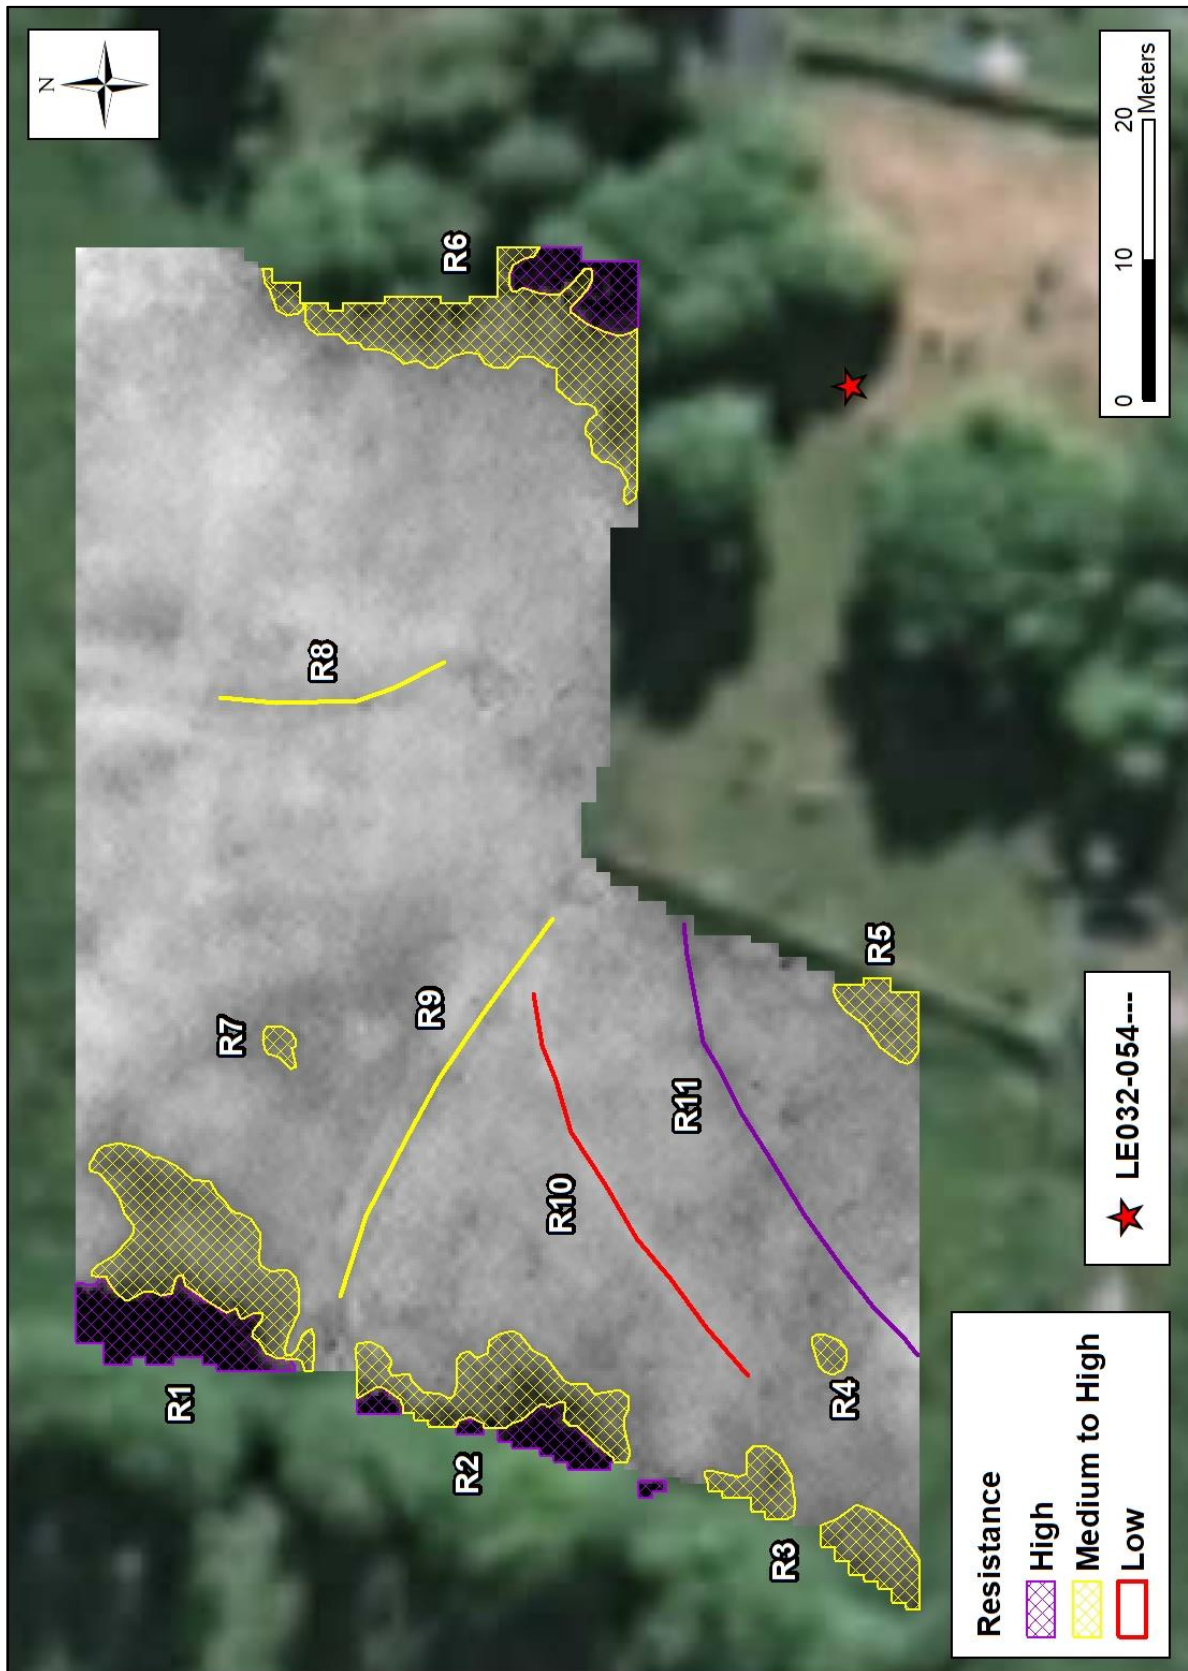 N
R1
R2
R3
R4
R5
R6
R7
R8
R9
R10
R11
Resistance
High
Medium to High
Low
LE032-054---
0 10 20
Meters